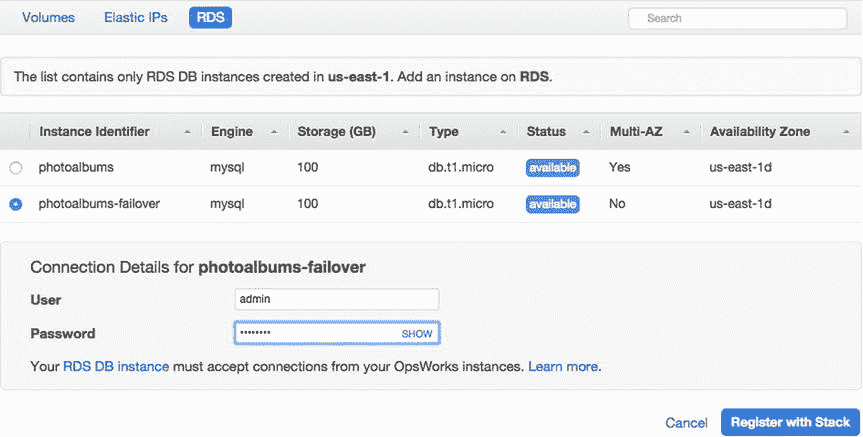 Volumes Elastic IPs RDS Search
The list contains only RDS DB instances created in us-east-1. Add an instance on RDS.
Instance Identifier Engine Storage (GB) Type Status Multi-AZ Availability Zone
photoalbums mysql 100 db.t1.micro available Yes us-east-1d
photoalbums-failover mysql 100 db.t1.micro available No us-east-1d
Connection Details for photoalbums-failover
User admin
Password •••••••• SHOW
Your RDS DB instance must accept connections from your OpsWorks instances. Learn more.
Cancel Register with Stack